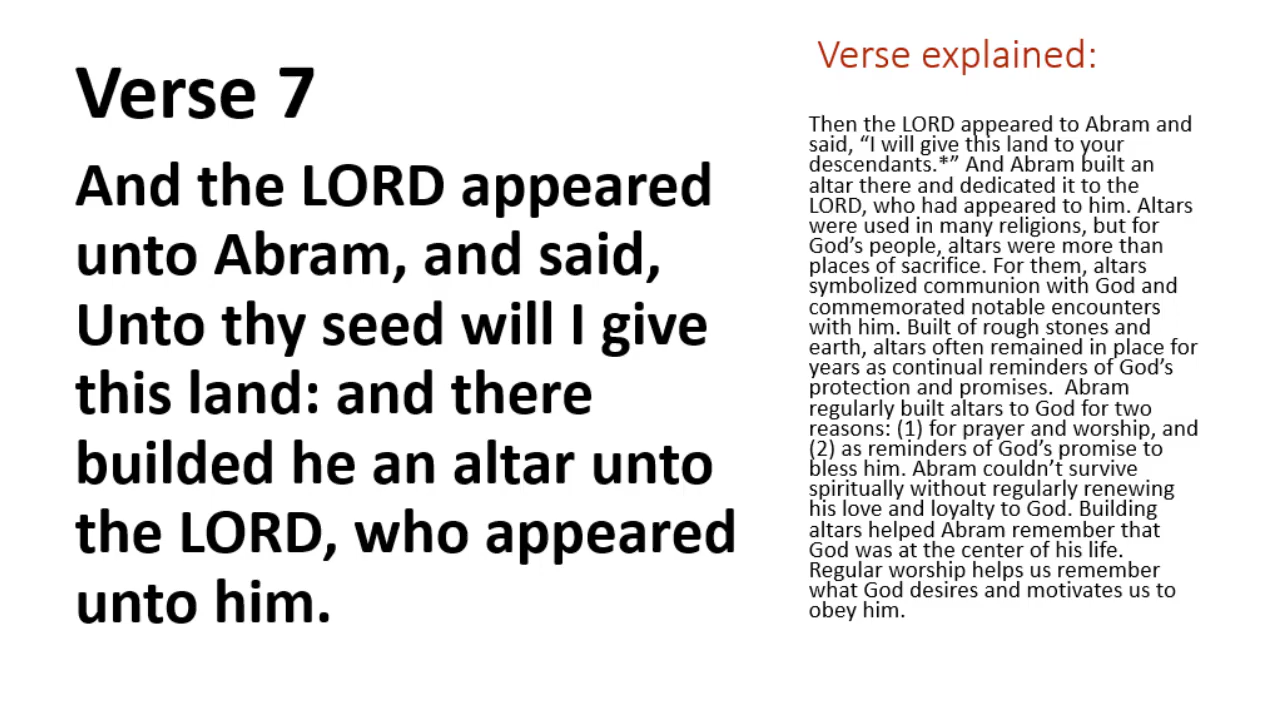 Verse 7
And the LORD appeared
unto Abram, and said,
Unto thy seed will I give
this land: and there
builded he an altar unto
the LORD, who appeared
unto him.
Verse explained:
Then the LORD appeared to Abram and
said, “I will give this land to your
descendants.*” And Abram built an
altar there and dedicated it to the
LORD, who had appeared to him. Altars
were used in many religions, but for
God’s people, altars were more than
places of sacrifice. For them, altars
symbolized communion with God and
commemorated notable encounters
with him. Built of rough stones and
earth, altars often remained in place for
years as continual reminders of God’s
protection and promises.  Abram
regularly built altars to God for two
reasons: (1) for prayer and worship, and
(2) as reminders of God’s promise to
bless him. Abram couldn’t survive
spiritually without regularly renewing
his love and loyalty to God. Building
altars helped Abram remember that
God was at the center of his life.
Regular worship helps us remember
what God desires and motivates us to
obey him.